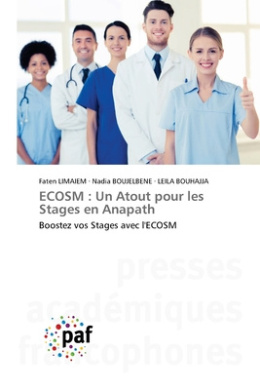 Faten LIMAIEM · Nadia BOUJELBENE · LEILA BOUHAJJA
ECOSM : Un Atout pour les
Stages en Anapath
Boostez vos Stages avec l'ECOSM
presses
académiques
francophones
paf